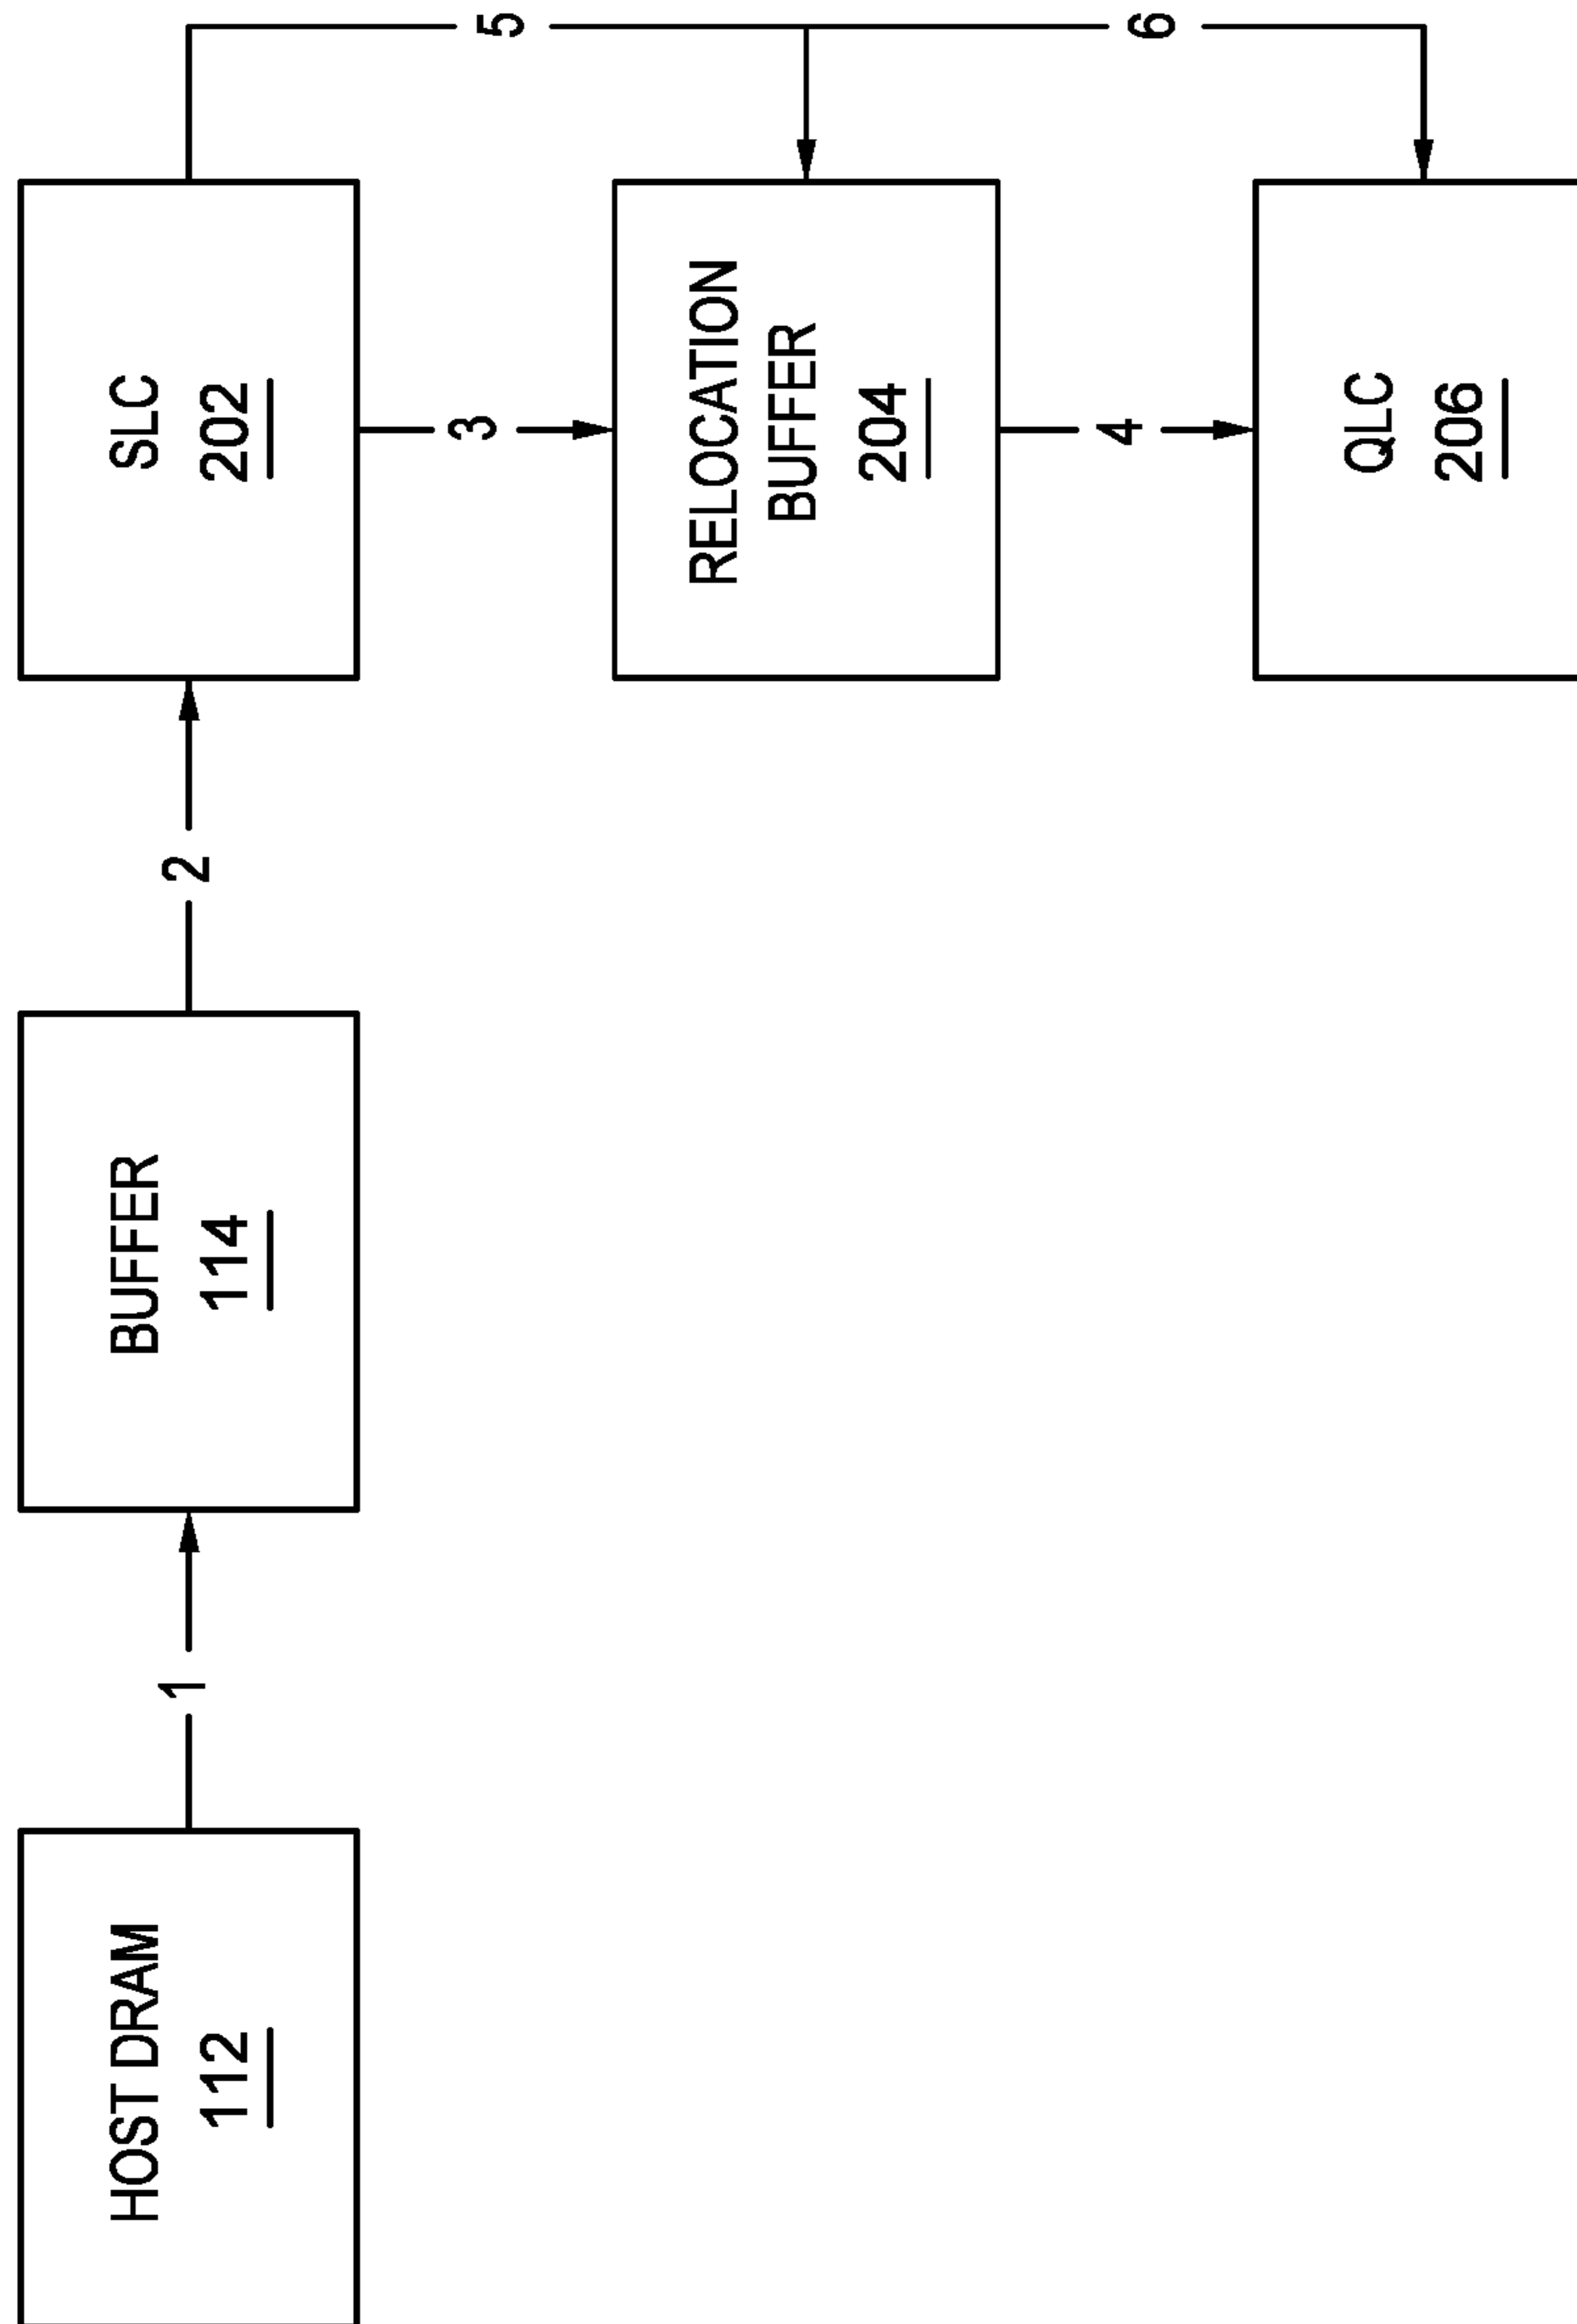 HOST DRAM
112
1
BUFFER
114
2
SLC
202
3
5
RELOCATION
BUFFER
204
4
6
QLC
206